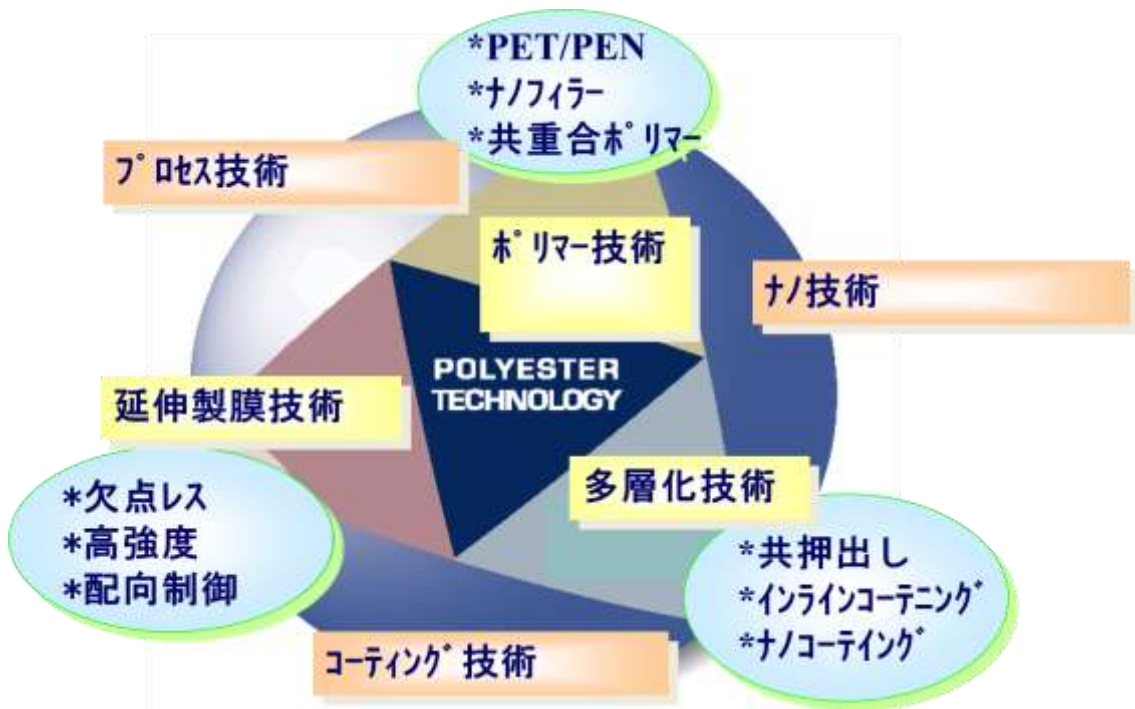 *PET/PEN
*ナノフィラー
*共重合ポリマー
プロセス技術
ポリマー技術
ナノ技術
POLYESTER
TECHNOLOGY
延伸製膜技術
多層化技術
*欠点レス
*高強度
*配向制御
*共押出し
*インラインコーテニング
*ナノコーテイング
コーティング技術